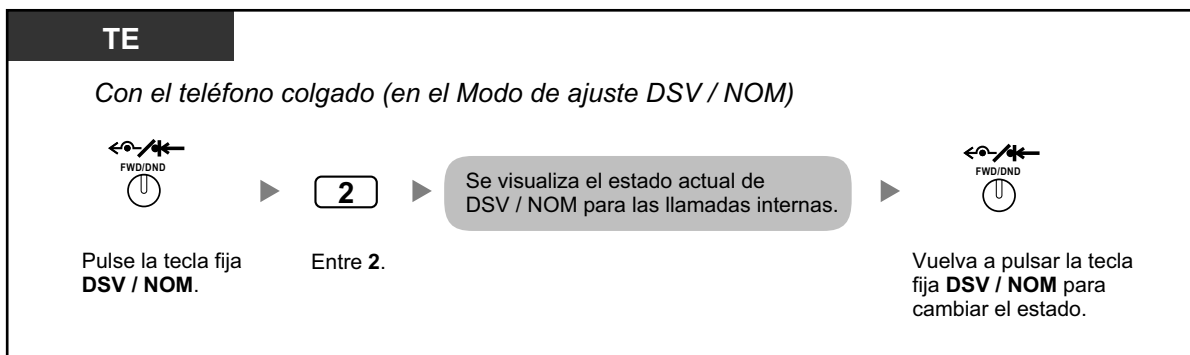 TE
Con el teléfono colgado (en el Modo de ajuste DSV / NOM)
FWD/DND
2
Se visualiza el estado actual de
DSV / NOM para las llamadas internas.
FWD/DND
Pulse la tecla fija
DSV / NOM.
Entre 2.
Vuelva a pulsar la tecla
fija DSV / NOM para
cambiar el estado.